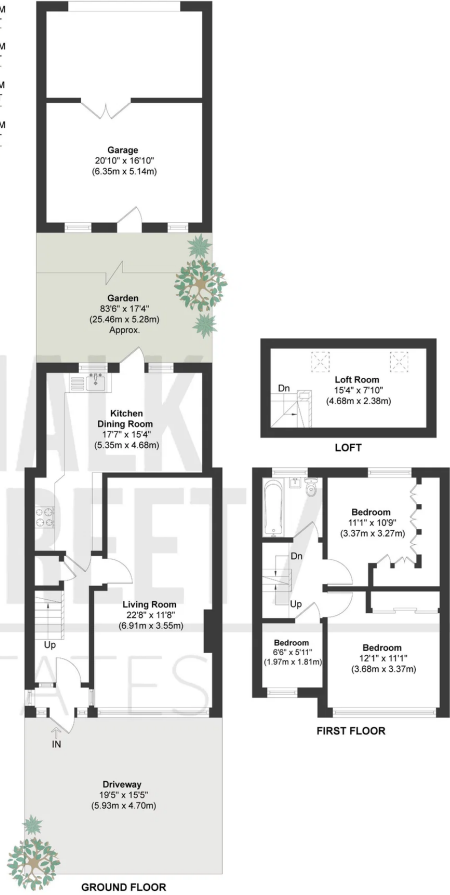 M
M
M
M
Garage
20'10" x 16'10"
(6.35m x 5.14m)
Garden
83'6" x 17'4"
(25.46m x 5.28m)
Approx.
Kitchen
Dining Room
17'7" x 15'4"
(5.35m x 4.68m)
Living Room
22'8" x 11'8"
(6.91m x 3.55m)
Up
IN
Driveway
19'5" x 15'5"
(5.93m x 4.70m)
GROUND FLOOR
Dn
Loft Room
15'4" x 7'10"
(4.68m x 2.38m)
LOFT
Bedroom
11'1" x 10'9"
(3.37m x 3.27m)
Dn
Up
Bedroom
6'6" x 5'11"
(1.97m x 1.81m)
Bedroom
12'1" x 11'1"
(3.68m x 3.37m)
FIRST FLOOR